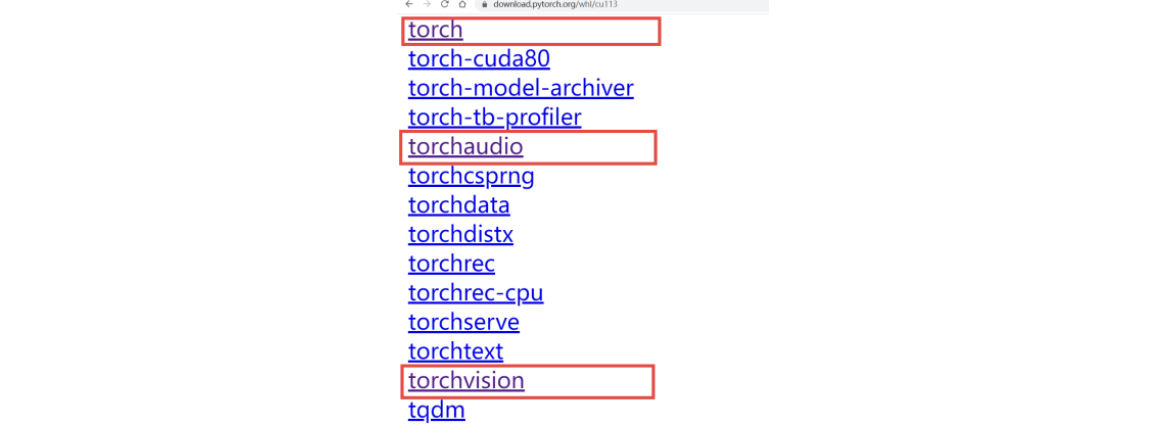 download.pytorch.org/whl/cu113
torch
torch-cuda80
torch-model-archiver
torch-tb-profiler
torchaudio
torchcsprng
torchdata
torchdistx
torchrec
torchrec-cpu
torchserve
torchtext
torchvision
tqdm